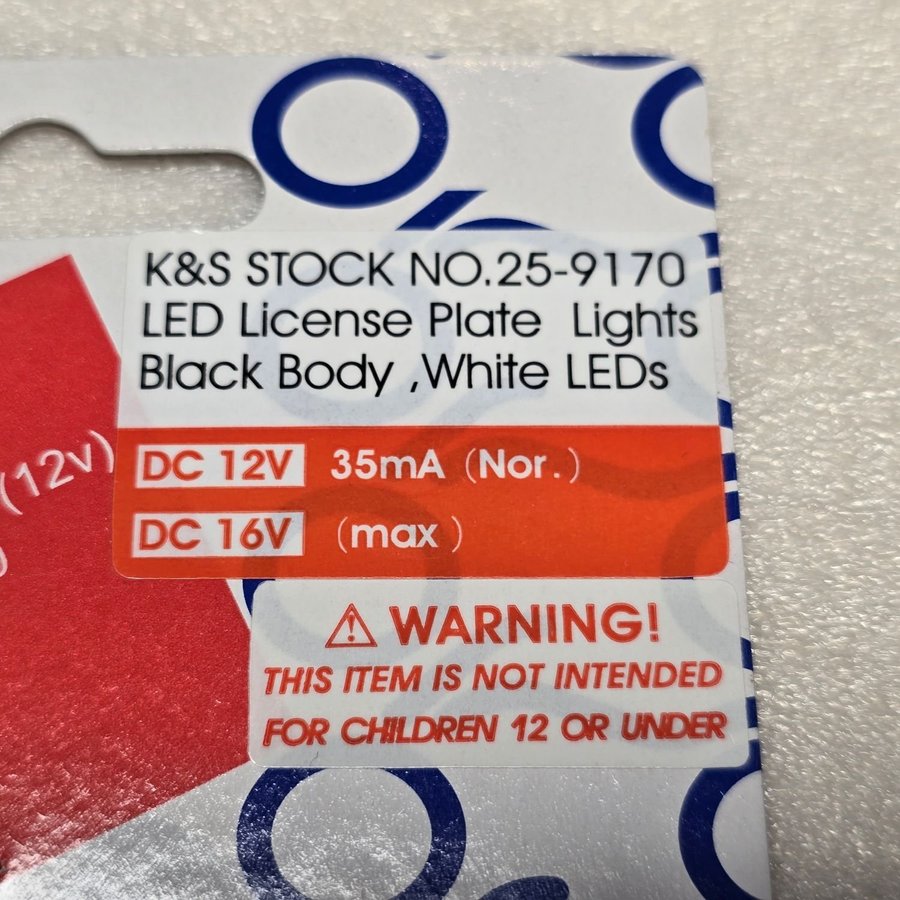 K&S STOCK NO.25-9170
LED License Plate Lights
Black Body ,White LEDs
(12v)
DC 12V 35mA (Nor.)
DC 16V (max )
⚠ WARNING!
THIS ITEM IS NOT INTENDED
FOR CHILDREN 12 OR UNDER